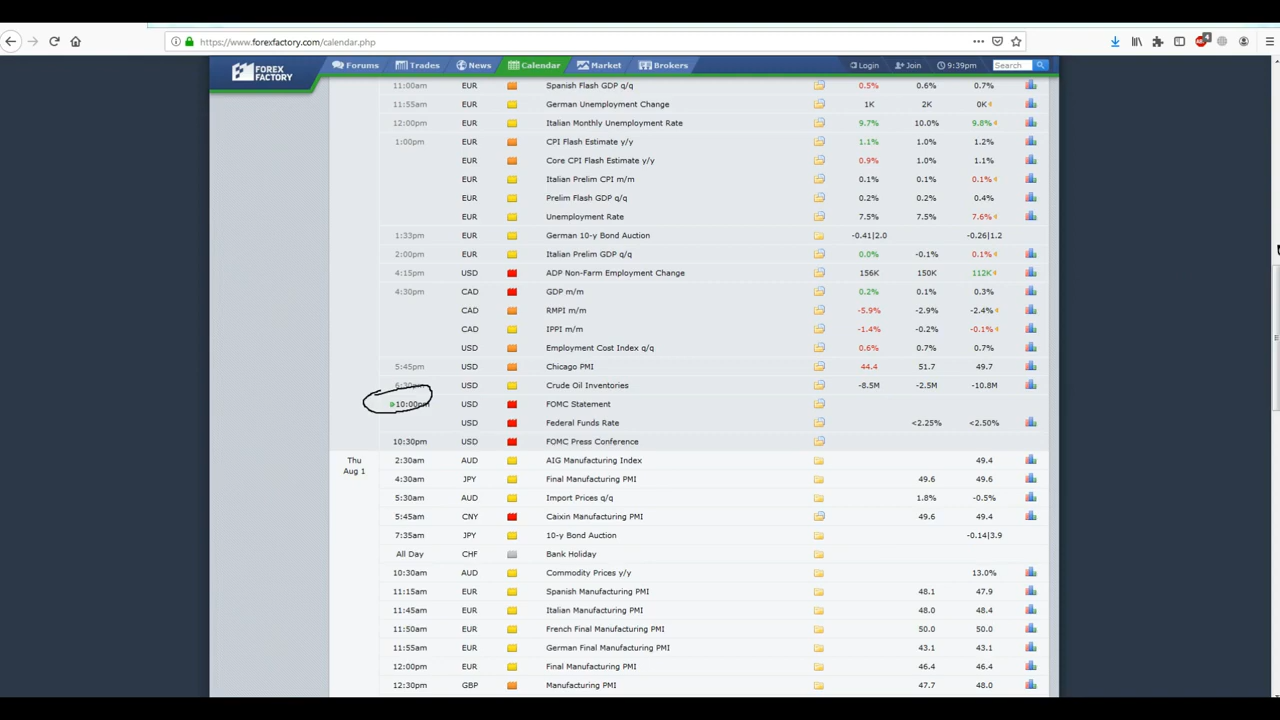 https://www.forexfactory.com/calendar.php
4
FOREX FACTORY Forums Trades News Calendar Market Brokers Login Join 9:39pm Search
11:00am EUR Spanish Flash GDP q/q 0.5% 0.6% 0.7%
11:55am EUR German Unemployment Change 1K 2K 0K
12:00pm EUR Italian Monthly Unemployment Rate 9.7% 10.0% 9.8%
1:00pm EUR CPI Flash Estimate y/y 1.1% 1.0% 1.2%
EUR Core CPI Flash Estimate y/y 0.9% 1.0% 1.1%
EUR Italian Prelim CPI m/m 0.1% 0.1% 0.1%
EUR Prelim Flash GDP q/q 0.2% 0.2% 0.4%
EUR Unemployment Rate 7.5% 7.5% 7.6%
1:33pm EUR German 10-y Bond Auction -0.41|2.0 -0.26|1.2
2:00pm EUR Italian Prelim GDP q/q 0.0% -0.1% 0.1%
4:15pm USD ADP Non-Farm Employment Change 156K 150K 112K
4:30pm CAD GDP m/m 0.2% 0.1% 0.3%
CAD RMPI m/m -5.9% -2.9% -2.4%
CAD IPPI m/m -1.4% -0.2% -0.1%
USD Employment Cost Index q/q 0.6% 0.7% 0.7%
5:45pm USD Chicago PMI 44.4 51.7 49.7
6:30pm USD Crude Oil Inventories -8.5M -2.5M -10.8M
10:00pm USD FOMC Statement
USD Federal Funds Rate <2.25% <2.50%
10:30pm USD FOMC Press Conference
Thu Aug 1 2:30am AUD AIG Manufacturing Index 49.4
4:30am JPY Final Manufacturing PMI 49.6 49.6
5:30am AUD Import Prices q/q 1.8% -0.5%
5:45am CNY Caixin Manufacturing PMI 49.6 49.4
7:35am JPY 10-y Bond Auction -0.14|3.9
All Day CHF Bank Holiday
10:30am AUD Commodity Prices y/y 13.0%
11:15am EUR Spanish Manufacturing PMI 48.1 47.9
11:45am EUR Italian Manufacturing PMI 48.0 48.4
11:50am EUR French Final Manufacturing PMI 50.0 50.0
11:55am EUR German Final Manufacturing PMI 43.1 43.1
12:00pm EUR Final Manufacturing PMI 46.4 46.4
12:30pm GBP Manufacturing PMI 47.7 48.0